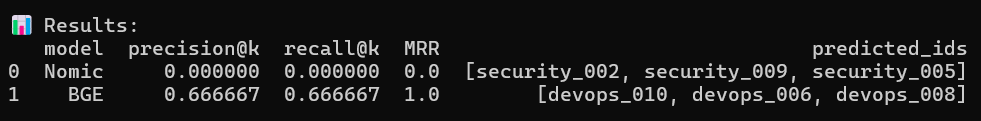 📊 Results:
model precision@k recall@k MRR predicted_ids
0 Nomic 0.000000 0.000000 0.0 [security_002, security_009, security_005]
1 BGE 0.666667 0.666667 1.0 [devops_010, devops_006, devops_008]